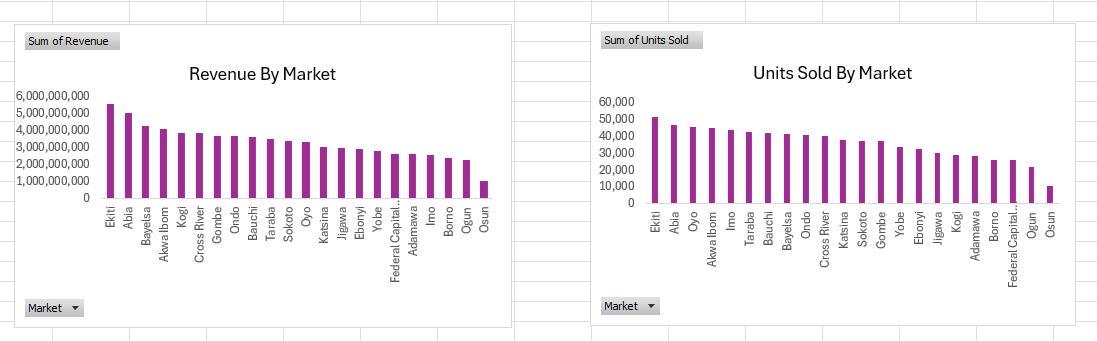 Sum of Revenue
Revenue By Market
6,000,000,000
5,000,000,000
4,000,000,000
3,000,000,000
2,000,000,000
1,000,000,000
0
Ekiti
Abia
Bayelsa
Akwa Ibom
Kogi
Cross River
Gombe
Ondo
Bauchi
Taraba
Sokoto
Oyo
Katsina
Jigawa
Ebonyi
Yobe
Federal Capital...
Adamawa
Imo
Borno
Ogun
Osun
Market
Sum of Units Sold
Units Sold By Market
60,000
50,000
40,000
30,000
20,000
10,000
0
Ekiti
Abia
Oyo
Akwa Ibom
Imo
Taraba
Bauchi
Bayelsa
Ondo
Cross River
Katsina
Sokoto
Gombe
Yobe
Ebonyi
Jigawa
Kogi
Adamawa
Borno
Federal Capital...
Ogun
Osun
Market